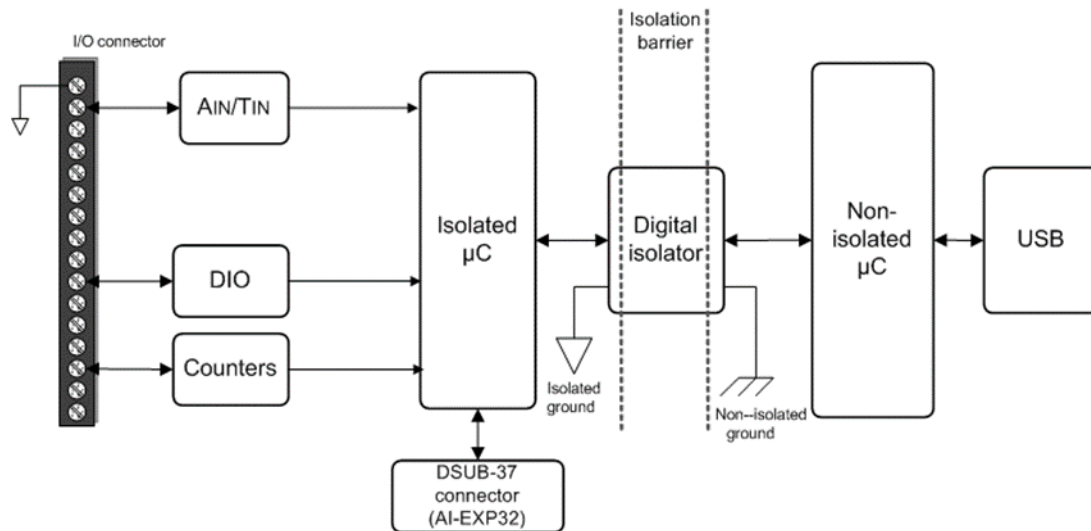 I/O connector
Isolation
barrier
AIN/TIN
Isolated
µC
Digital
isolator
Non-
isolated
µC
USB
DIO
Counters
Isolated
ground
Non--isolated
ground
DSUB-37
connector
(AI-EXP32)